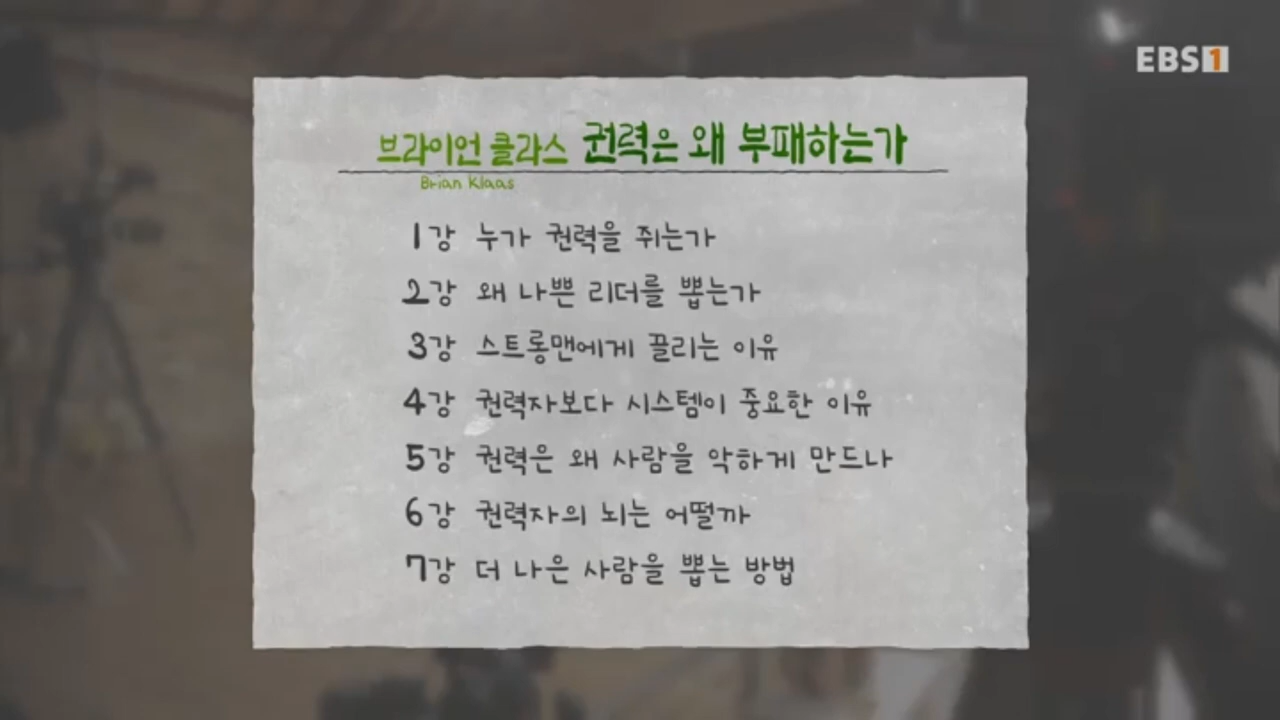 EBS1
브라이언 클라스 권력은 왜 부패하는가
Brian Klaas
1강 누가 권력을 쥐는가
2강 왜 나쁜 리더를 뽑는가
3강 스트롱맨에게 끌리는 이유
4강 권력자보다 시스템이 중요한 이유
5강 권력은 왜 사람을 악하게 만드나
6강 권력자의 뇌는 어떨까
7강 더 나은 사람을 뽑는 방법